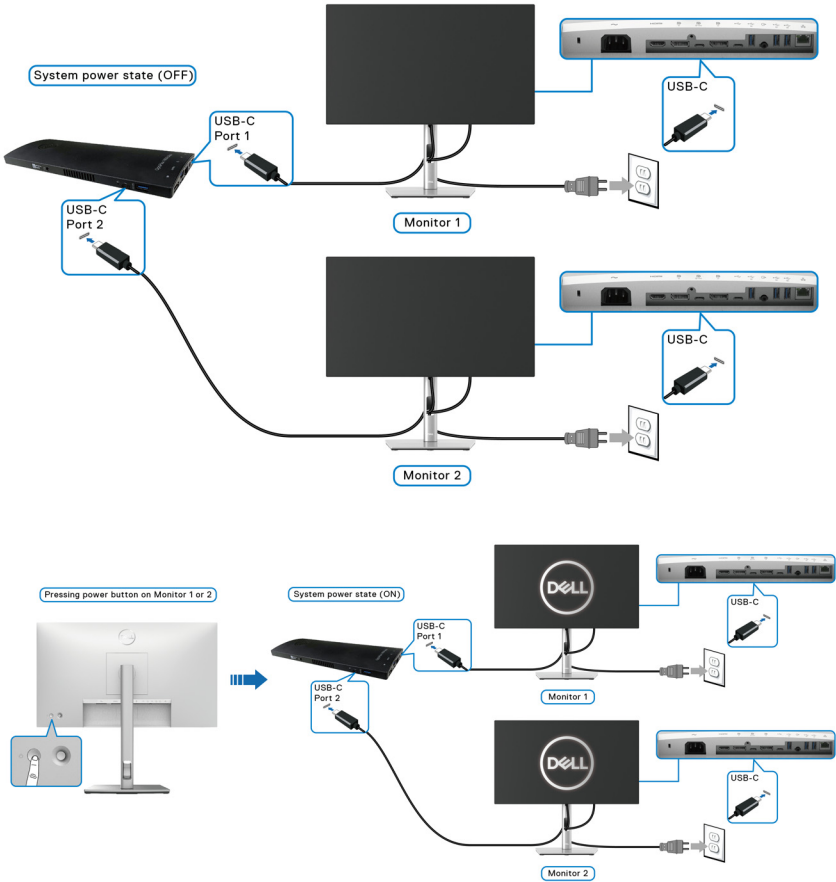 System power state (OFF)
USB-C
Port 1
USB-C
USB-C
Port 2
Monitor 1
USB-C
Monitor 2
Pressing power button on Monitor 1 or 2
System power state (ON)
DELL
USB-C
Port 1
USB-C
USB-C
Port 2
Monitor 1
DELL
USB-C
Monitor 2